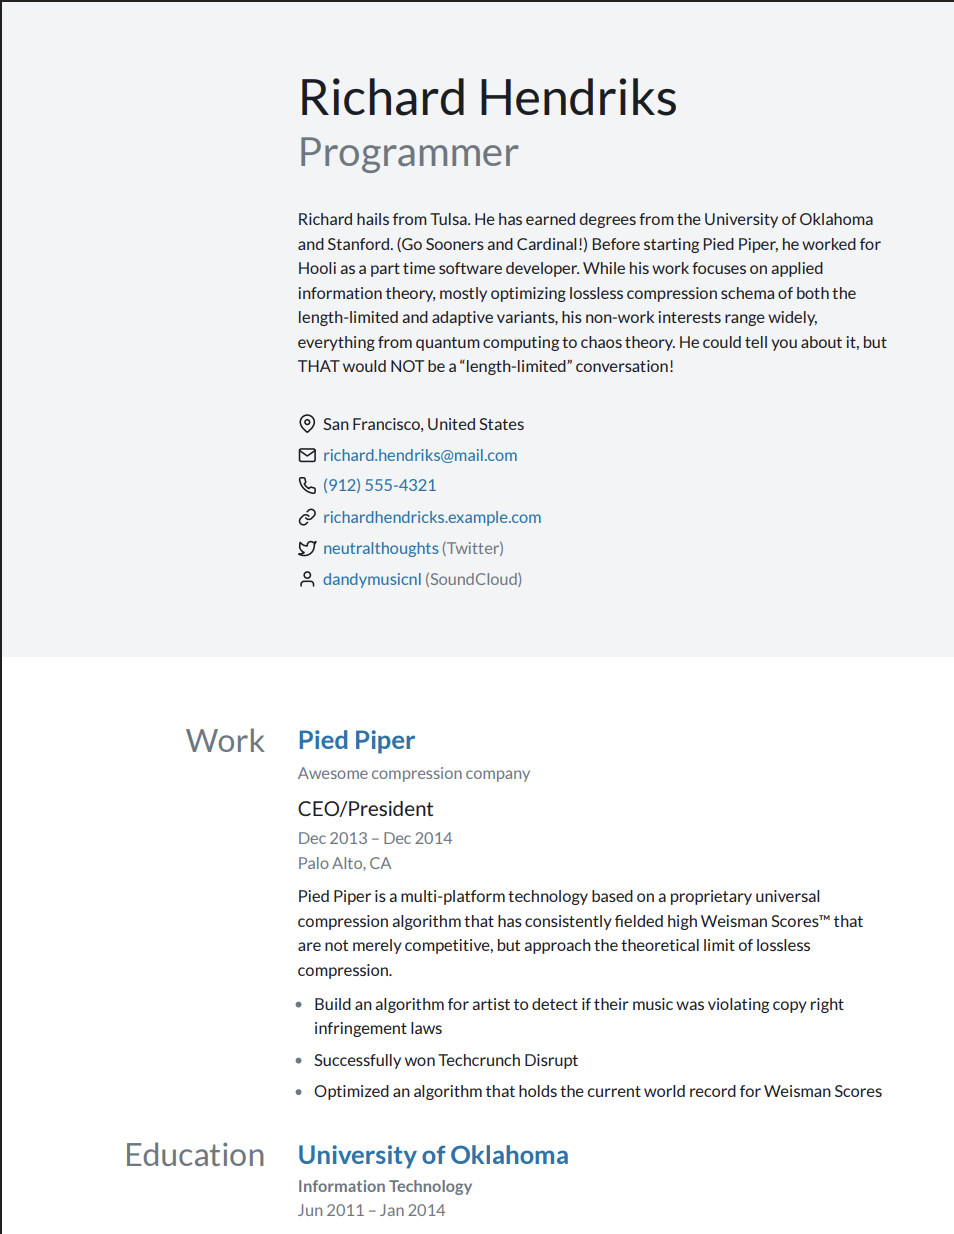 Richard Hendriks
Programmer
Richard hails from Tulsa. He has earned degrees from the University of Oklahoma
and Stanford. (Go Sooners and Cardinal!) Before starting Pied Piper, he worked for
Hooli as a part time software developer. While his work focuses on applied
information theory, mostly optimizing lossless compression schema of both the
length-limited and adaptive variants, his non-work interests range widely,
everything from quantum computing to chaos theory. He could tell you about it, but
THAT would NOT be a “length-limited” conversation!
San Francisco, United States
richard.hendriks@mail.com
(912) 555-4321
richardhendricks.example.com
neutralthoughts (Twitter)
dandymusicnl (SoundCloud)
Work
Pied Piper
Awesome compression company
CEO/President
Dec 2013 – Dec 2014
Palo Alto, CA
Pied Piper is a multi-platform technology based on a proprietary universal
compression algorithm that has consistently fielded high Weisman Scores™ that
are not merely competitive, but approach the theoretical limit of lossless
compression.
• Build an algorithm for artist to detect if their music was violating copy right
infringement laws
• Successfully won Techcrunch Disrupt
• Optimized an algorithm that holds the current world record for Weisman Scores
Education
University of Oklahoma
Information Technology
Jun 2011 – Jan 2014